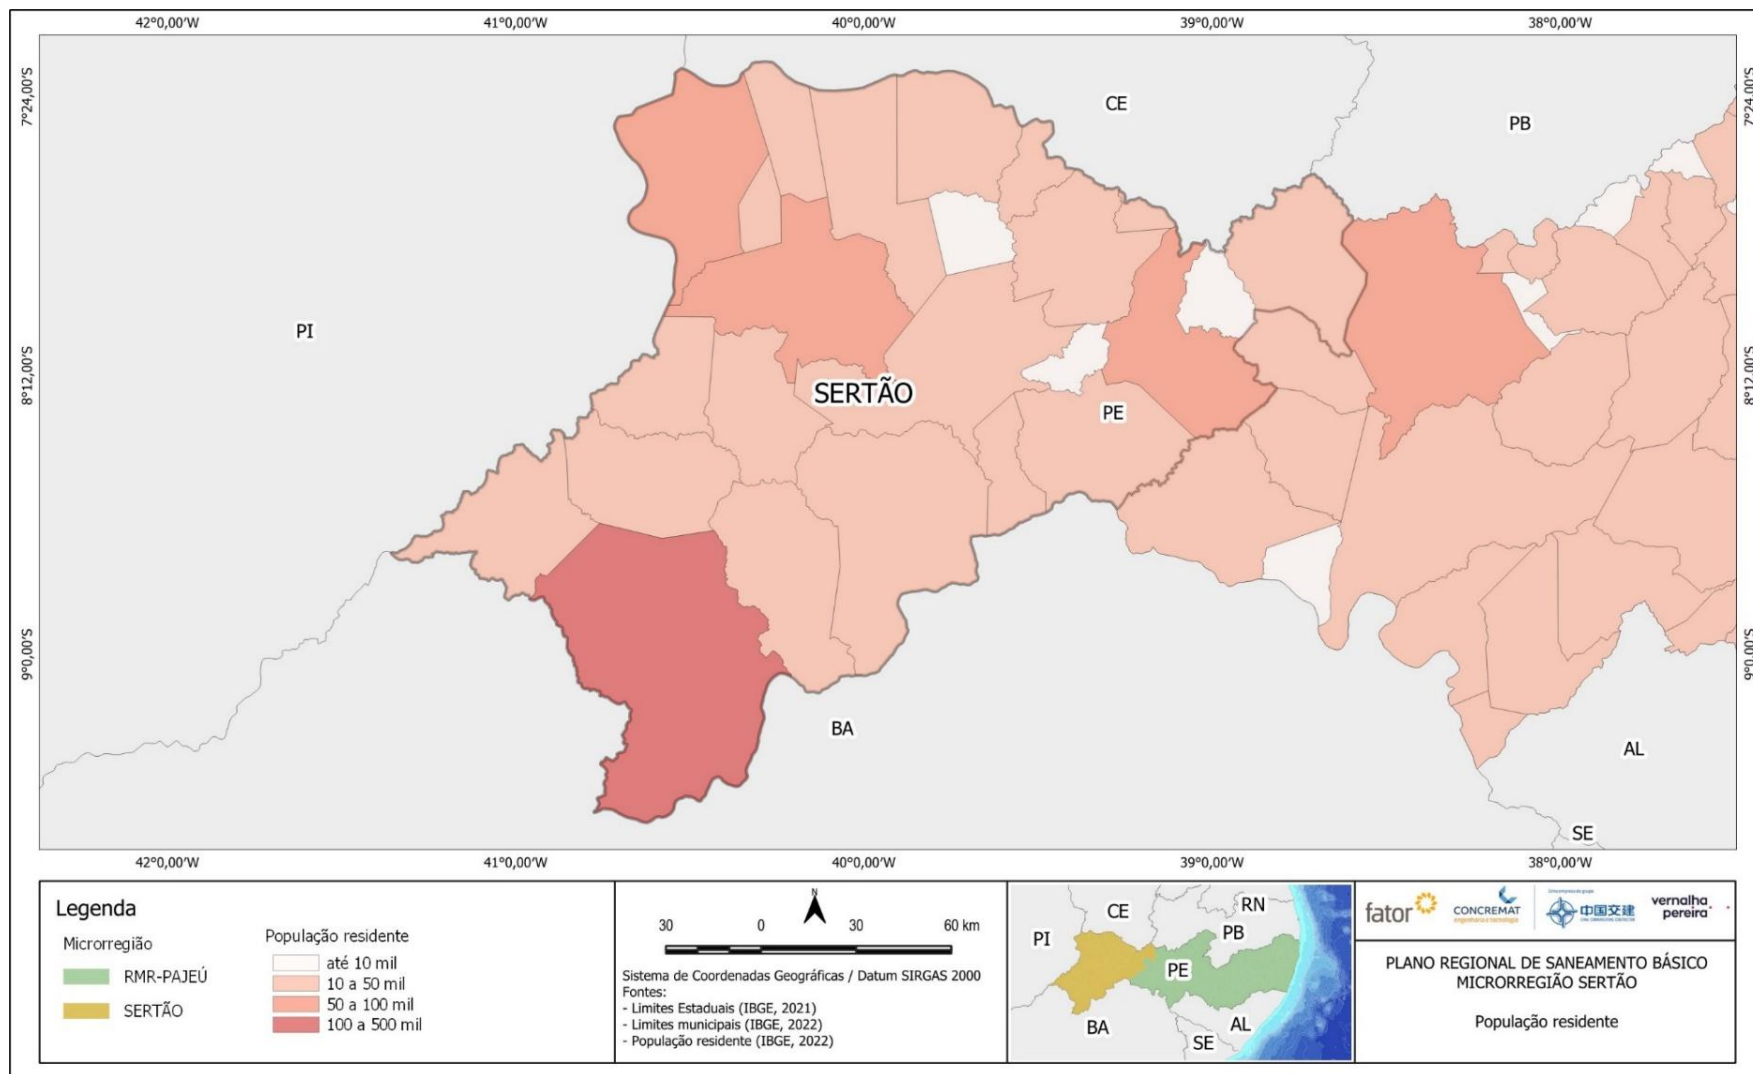 42°0,00'W
41°0,00'W
40°0,00'W
39°0,00'W
38°0,00'W
7°24,00'S
7°24,00'S
CE
PB
PI
8°12,00'S
8°12,00'S
SERTÃO
PE
9°0,00'S
9°0,00'S
BA
AL
SE
42°0,00'W
41°0,00'W
40°0,00'W
39°0,00'W
38°0,00'W
Legenda
Microrregião
RMR-PAJEÚ
SERTÃO
População residente
até 10 mil
10 a 50 mil
50 a 100 mil
100 a 500 mil
N
30 0 30 60 km
Sistema de Coordenadas Geográficas / Datum SIRGAS 2000
Fontes:
- Limites Estaduais (IBGE, 2021)
- Limites municipais (IBGE, 2022)
- População residente (IBGE, 2022)
CE
RN
PI
PB
PE
BA
AL
SE
fator
CONCREMAT
engenharia e tecnologia
Uma empresa do grupo
中国交建
vernalha
pereira
PLANO REGIONAL DE SANEAMENTO BÁSICO
MICRORREGIÃO SERTÃO
População residente